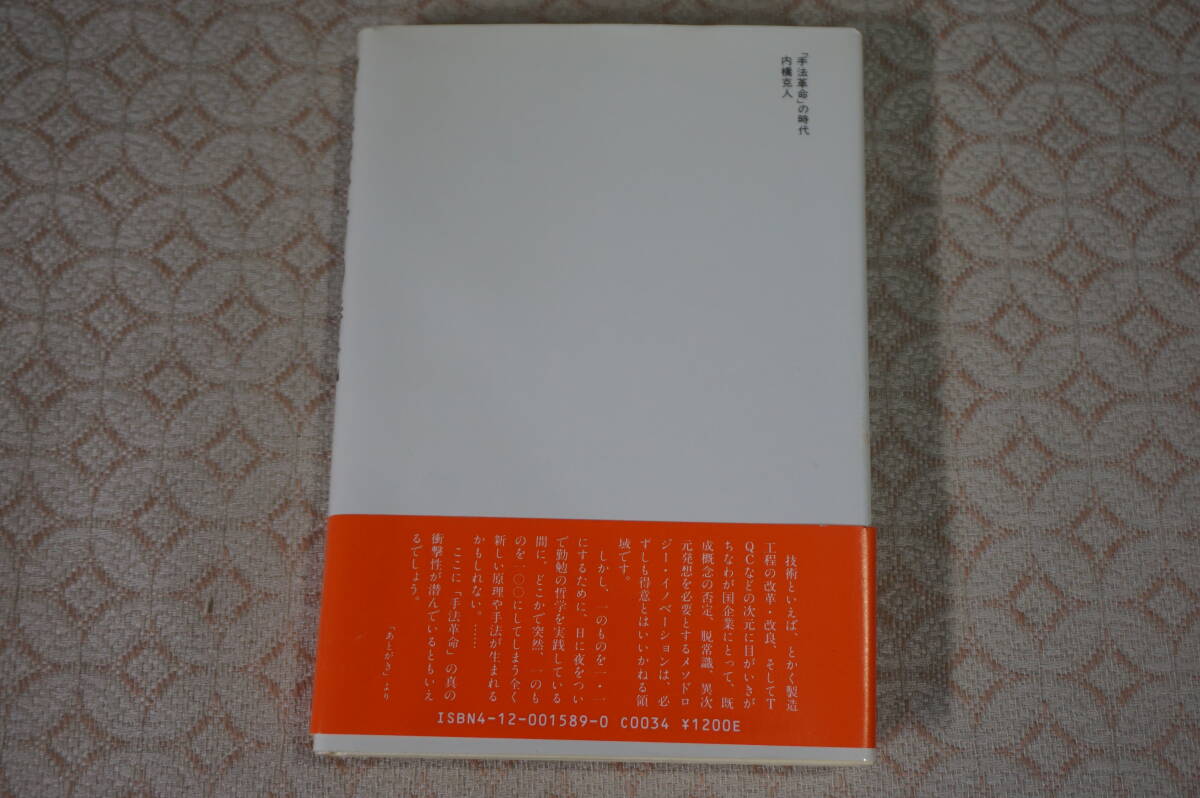 「手法革命」の時代
内橋克人
技術といえば、とかく製造
工程の改革・改良、そしてT
QCなどの次元に目がいきが
ちなわが国企業にとって、既
成概念の否定、脱常識、異次
元発想を必要とするメソドロ
ジー・イノベーションは、必
ずしも得意とはいいかねる領
域です。
しかし、一のものを一・一
にするために、日に夜をつい
で勤勉の哲学を実践している
間に、どこかで突然、一のも
のを一〇〇にしてしまう全く
新しい原理や手法が生まれる
かもしれない。……
ここに「手法革命」の真の
衝撃性が潜んでいるともいえ
るでしょう。
「あとがき」より
ISBN4-12-001589-0 C0034 ¥1200E